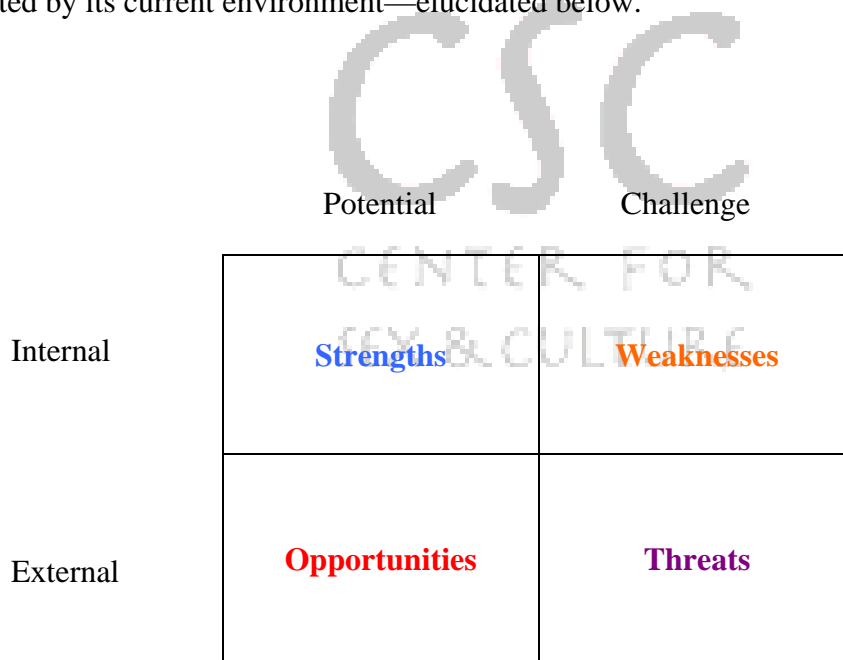 ted by its current environment—elucidated below.
CSC
Potential Challenge
CENTER FOR
Internal Strengths Weaknesses
SEX & CULTURE
External Opportunities Threats